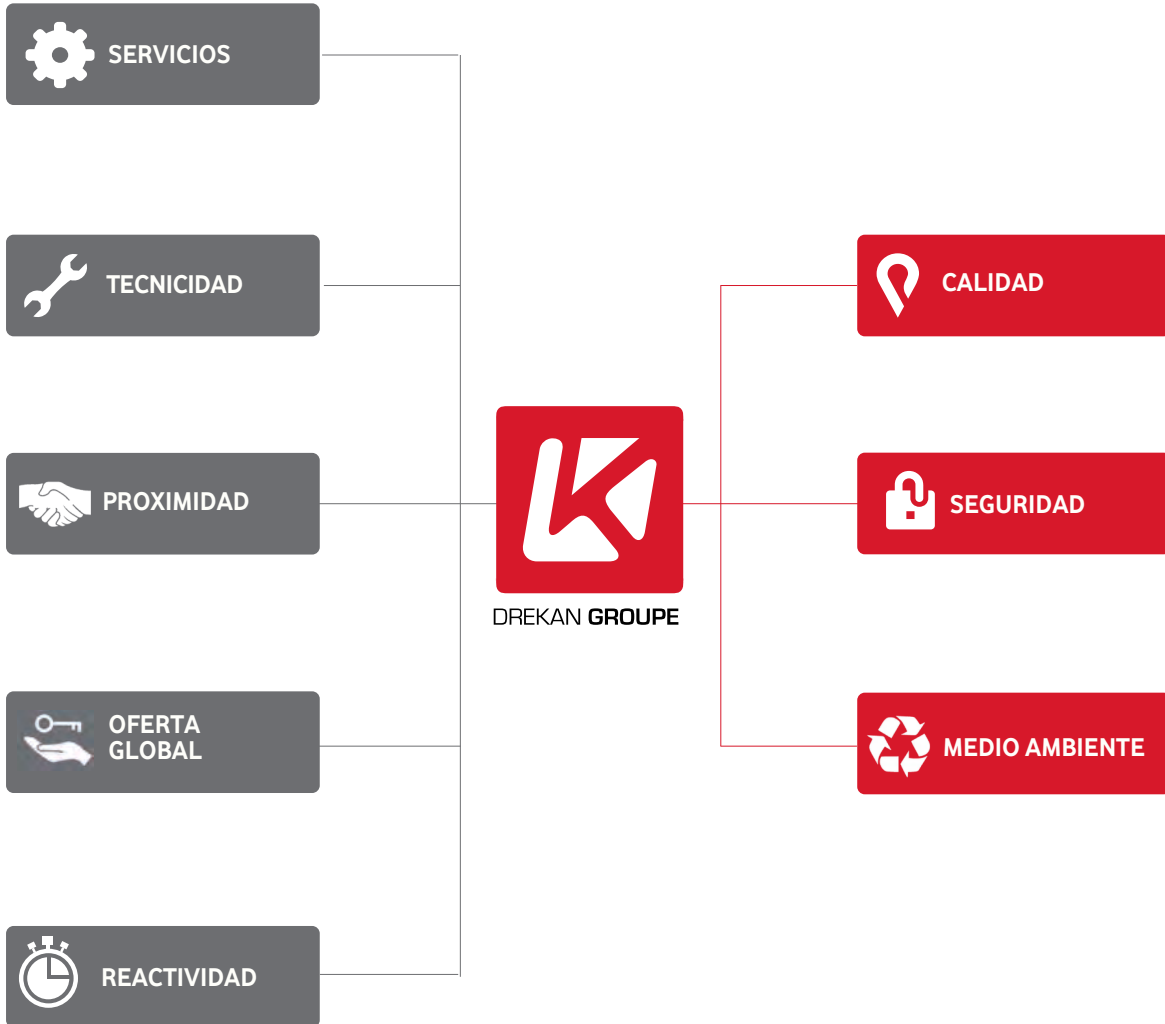 SERVICIOS
TECNICIDAD
PROXIMIDAD
OFERTA
GLOBAL
REACTIVIDAD
DREKAN GROUPE
CALIDAD
SEGURIDAD
MEDIO AMBIENTE